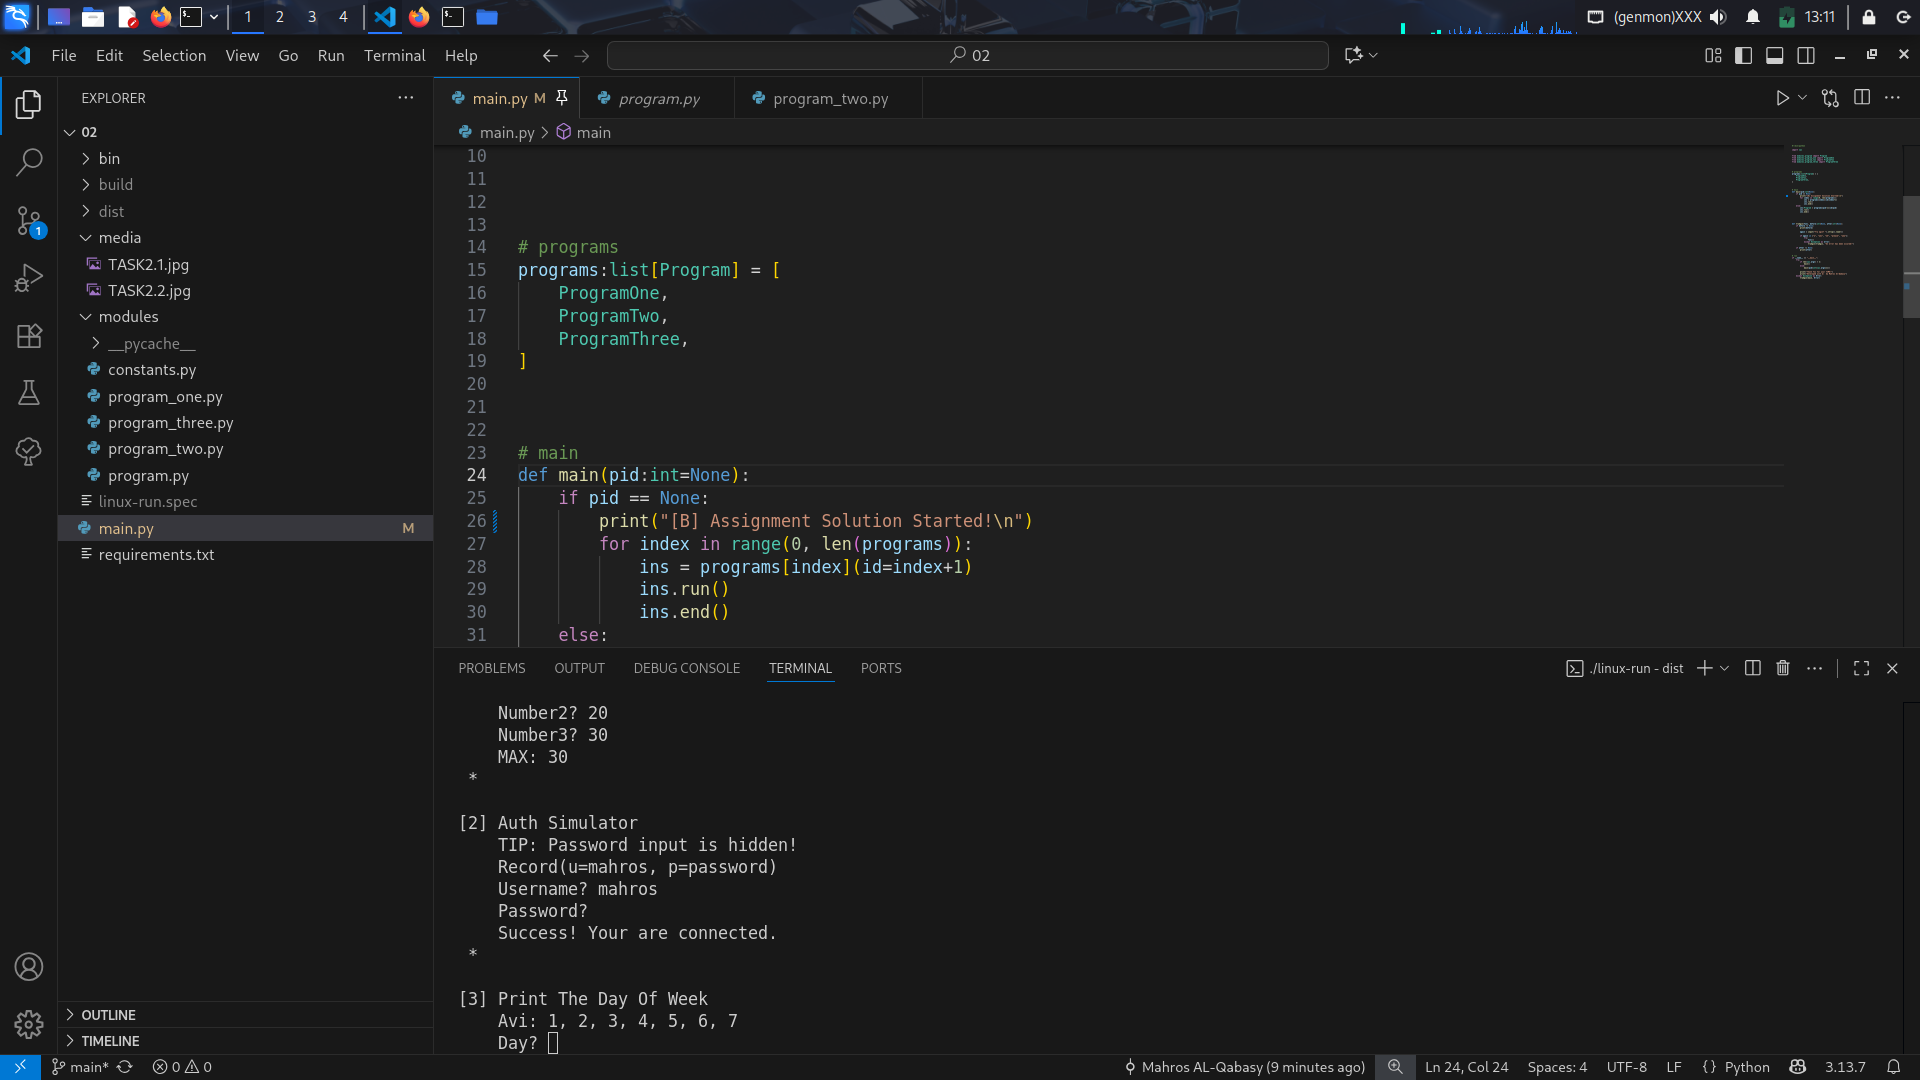 1 2 3 4 (genmon)XXX 13:11
File Edit Selection View Go Run Terminal Help 02
EXPLORER
02
bin
build
dist
media
TASK2.1.jpg
TASK2.2.jpg
modules
__pycache__
constants.py
program_one.py
program_three.py
program_two.py
program.py
linux-run.spec
main.py M
requirements.txt
OUTLINE
TIMELINE
1
main.py M program.py program_two.py
main.py > main
10
11
12
13
14 # programs
15 programs:list[Program] = [
16     ProgramOne,
17     ProgramTwo,
18     ProgramThree,
19 ]
20
21
22
23 # main
24 def main(pid:int=None):
25     if pid == None:
26         print("[B] Assignment Solution Started!\n")
27         for index in range(0, len(programs)):
28             ins = programs[index](id=index+1)
29             ins.run()
30             ins.end()
31     else:
PROBLEMS OUTPUT DEBUG CONSOLE TERMINAL PORTS ./linux-run - dist
Number2? 20
Number3? 30
MAX: 30
*
[2] Auth Simulator
TIP: Password input is hidden!
Record(u=mahros, p=password)
Username? mahros
Password?
Success! Your are connected.
*
[3] Print The Day Of Week
Avi: 1, 2, 3, 4, 5, 6, 7
Day?
main* 0 0 Mahros AL-Qabasy (9 minutes ago) Ln 24, Col 24 Spaces: 4 UTF-8 LF {} Python 3.13.7